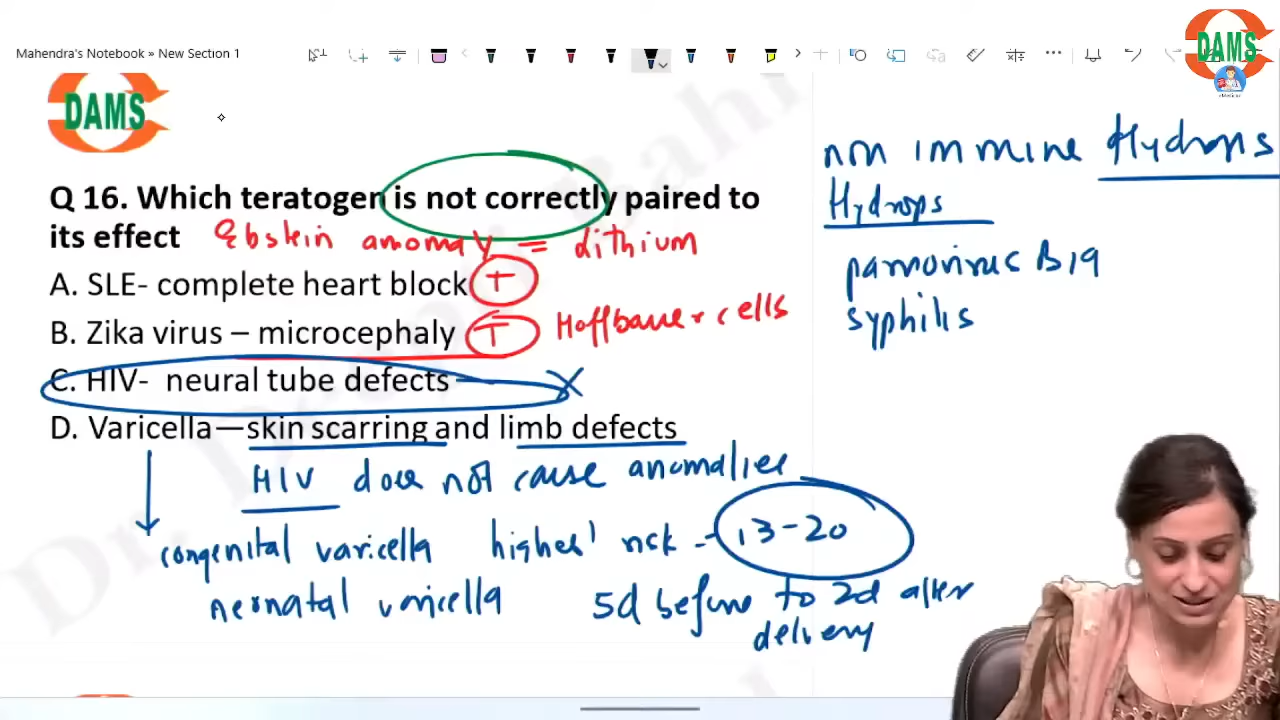 Mahendra's Notebook » New Section 1
DAMS
DAMS
Q 16. Which teratogen is not correctly paired to
its effect
Ebstein anomaly = lithium
A. SLE- complete heart block T
B. Zika virus – microcephaly T Hoffbauer cells
C. HIV- neural tube defects X
D. Varicella—skin scarring and limb defects
HIV does not cause anomalies
congenital varicella highest risk - 13-20
neonatal varicella 5d before to 2d after
delivery
non immune Hydrops
Hydrops
parvovirus B19
syphilis